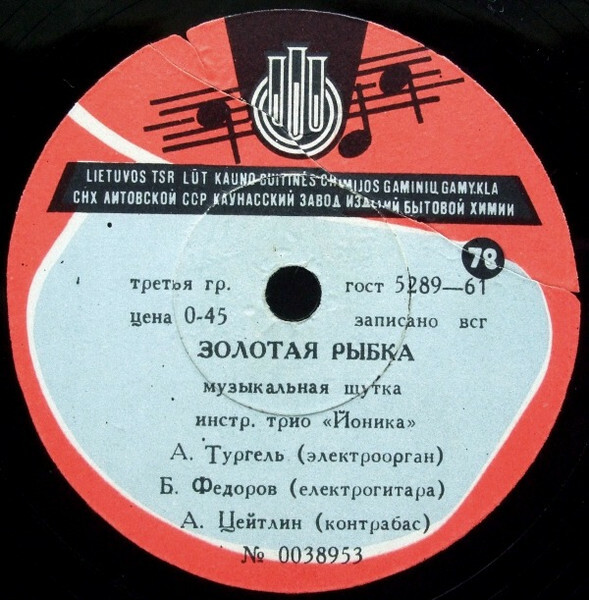 LIETUVOS TSR LŪT KAUNO BUITINĖS CHEMIJOS GAMINIŲ GAMYKLA
СНХ ЛИТОВСКОЙ ССР КАУНАССКИЙ ЗАВОД ИЗДЕЛИЙ БЫТОВОЙ ХИМИИ
78
третья гр. гост 5289—61
цена 0-45 записано всг
ЗОЛОТАЯ РЫБКА
музыкальная шутка
инстр. трио «Йоника»
А. Тургель (электроорган)
Б. Федоров (електрогитара)
А. Цейтлин (контрабас)
№ 0038953